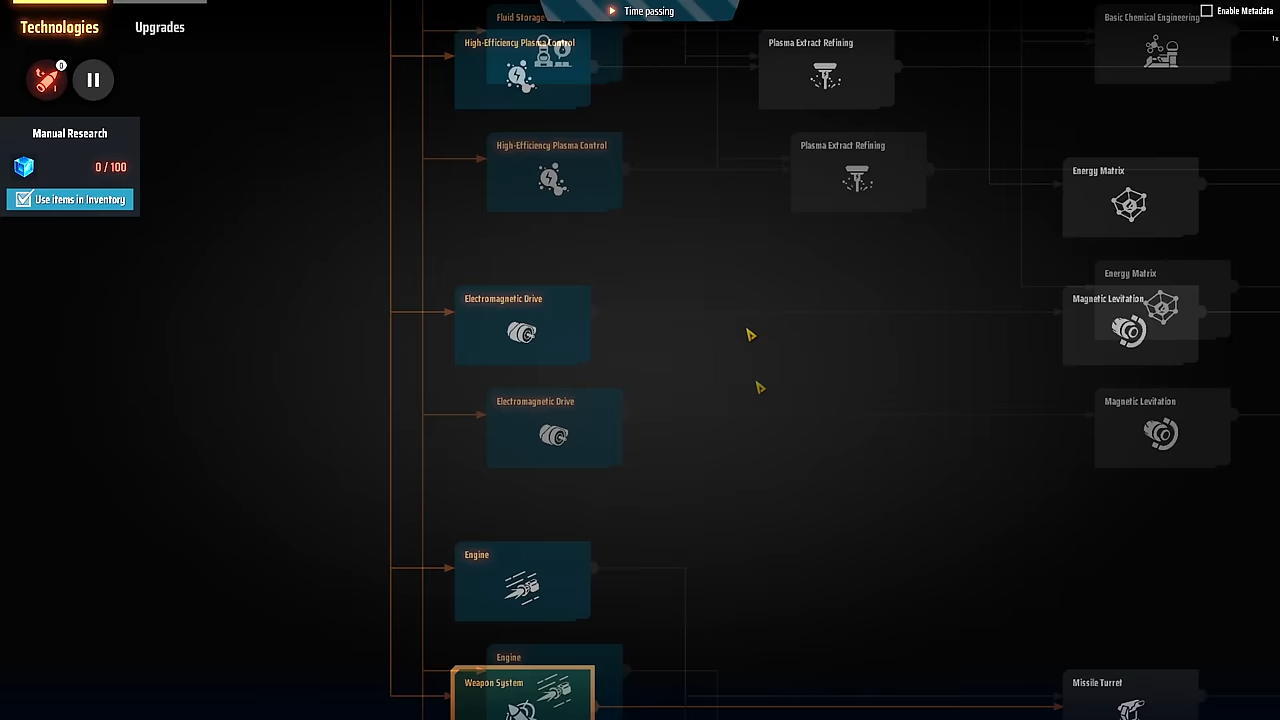 Technologies
Upgrades
Time passing
Enable Metadata
1x
0
Manual Research
0 / 100
Use items in Inventory
Fluid Storage
High-Efficiency Plasma Control
Plasma Extract Refining
Basic Chemical Engineering
High-Efficiency Plasma Control
Plasma Extract Refining
Energy Matrix
Energy Matrix
Electromagnetic Drive
Magnetic Levitation
Electromagnetic Drive
Magnetic Levitation
Engine
Engine
Weapon System
Missile Turret